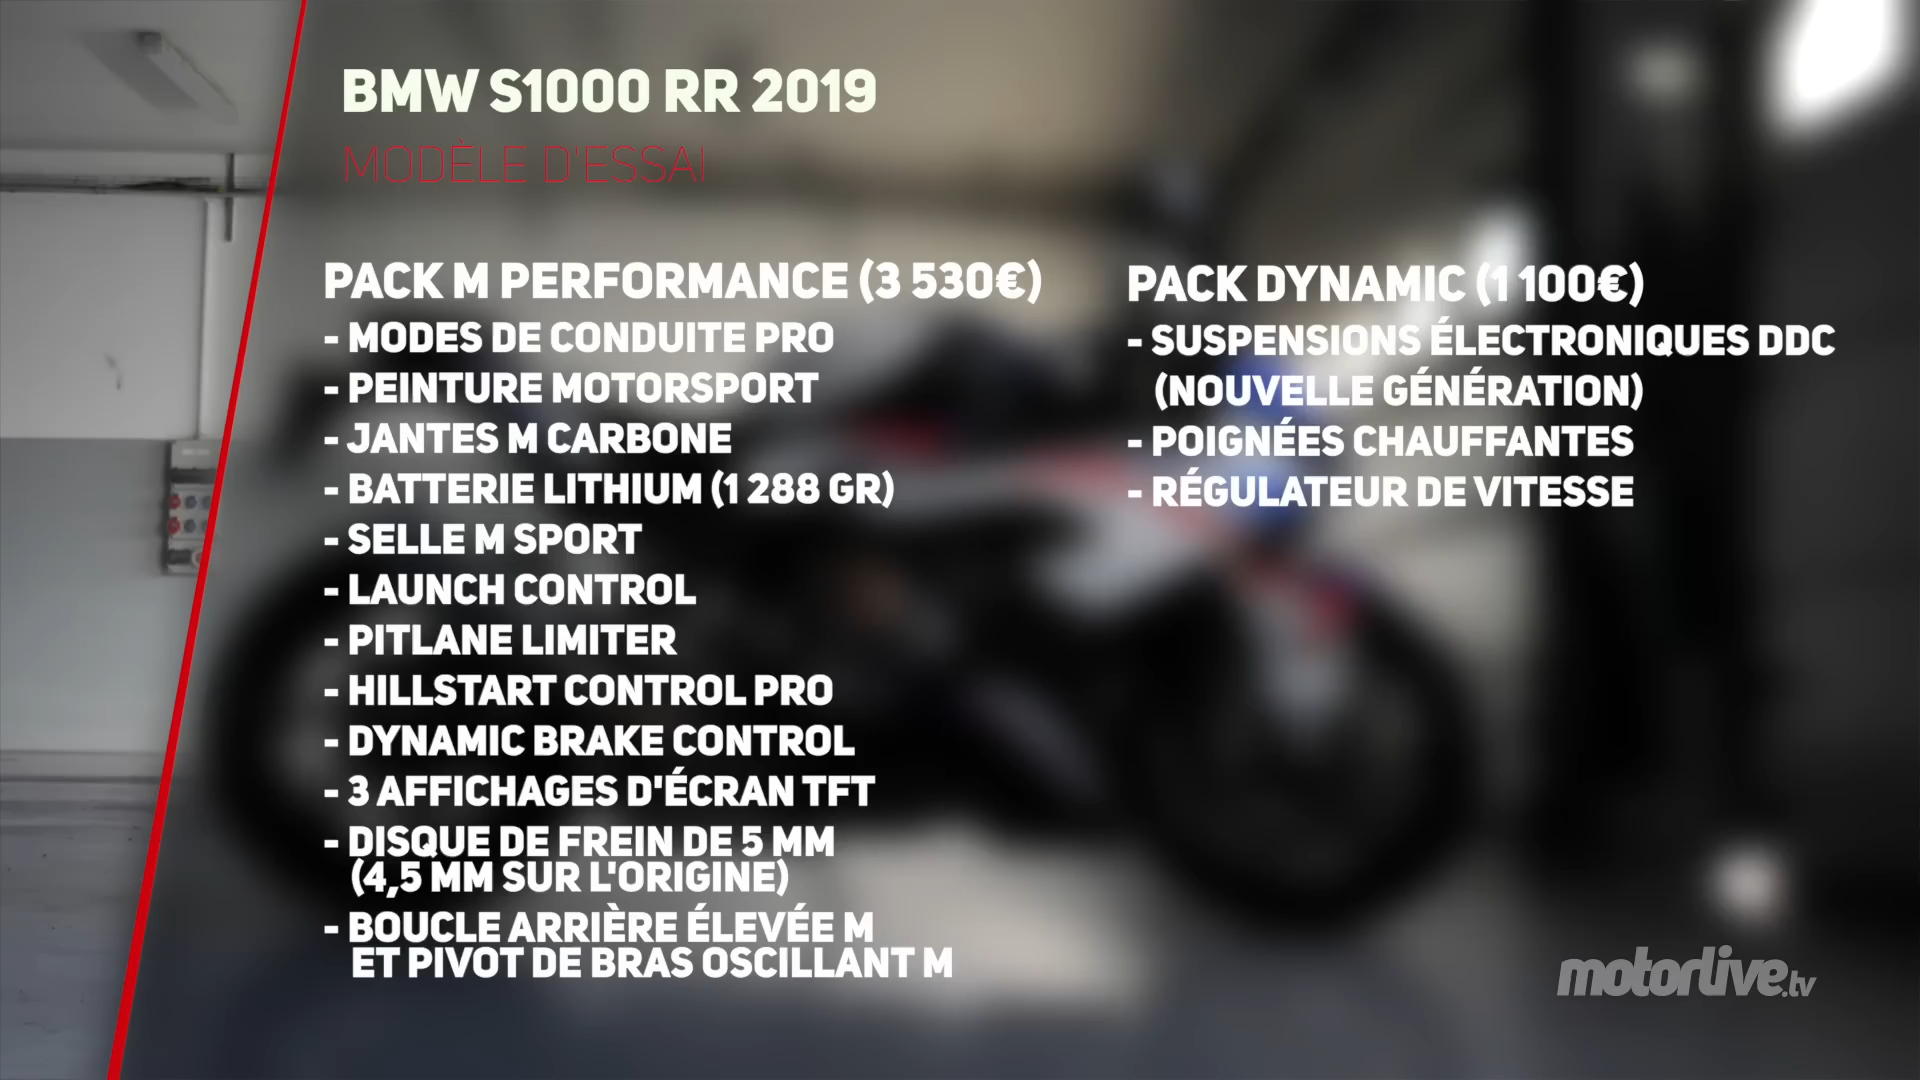 BMW S1000 RR 2019
MODÈLE D'ESSAI
PACK M PERFORMANCE (3 530€)
- MODES DE CONDUITE PRO
- PEINTURE MOTORSPORT
- JANTES M CARBONE
- BATTERIE LITHIUM (1 288 GR)
- SELLE M SPORT
- LAUNCH CONTROL
- PITLANE LIMITER
- HILLSTART CONTROL PRO
- DYNAMIC BRAKE CONTROL
- 3 AFFICHAGES D'ÉCRAN TFT
- DISQUE DE FREIN DE 5 MM
(4,5 MM SUR L'ORIGINE)
- BOUCLE ARRIÈRE ÉLEVÉE M
ET PIVOT DE BRAS OSCILLANT M
PACK DYNAMIC (1 100€)
- SUSPENSIONS ÉLECTRONIQUES DDC
(NOUVELLE GÉNÉRATION)
- POIGNÉES CHAUFFANTES
- RÉGULATEUR DE VITESSE
motorlive.tv